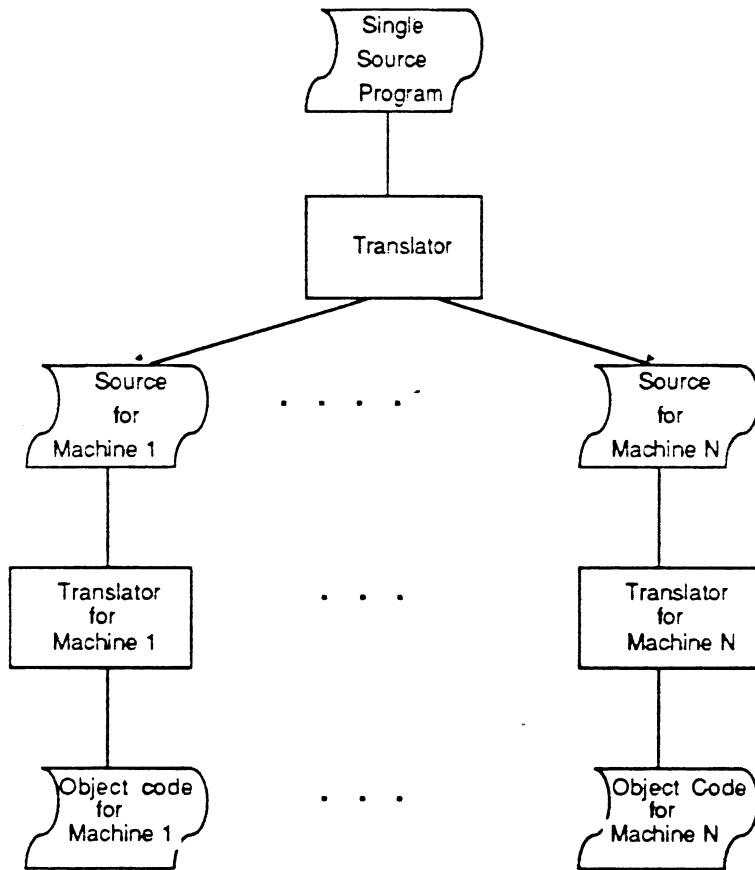 Single
Source
Program
Translator
Source
for
Machine 1
. . . .
Source
for
Machine N
Translator
for
Machine 1
. . .
Translator
for
Machine N
Object code
for
Machine 1
. . .
Object Code
for
Machine N